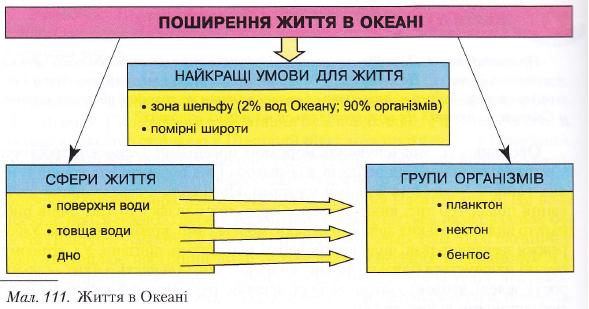 ПОШИРЕННЯ ЖИТТЯ В ОКЕАНІ
НАЙКРАЩІ УМОВИ ДЛЯ ЖИТТЯ
• зона шельфу (2% вод Океану; 90% організмів)
• помірні широти
СФЕРИ ЖИТТЯ
• поверхня води
• товща води
• дно
ГРУПИ ОРГАНІЗМІВ
• планктон
• нектон
• бентос
Мал. 111. Життя в Океані